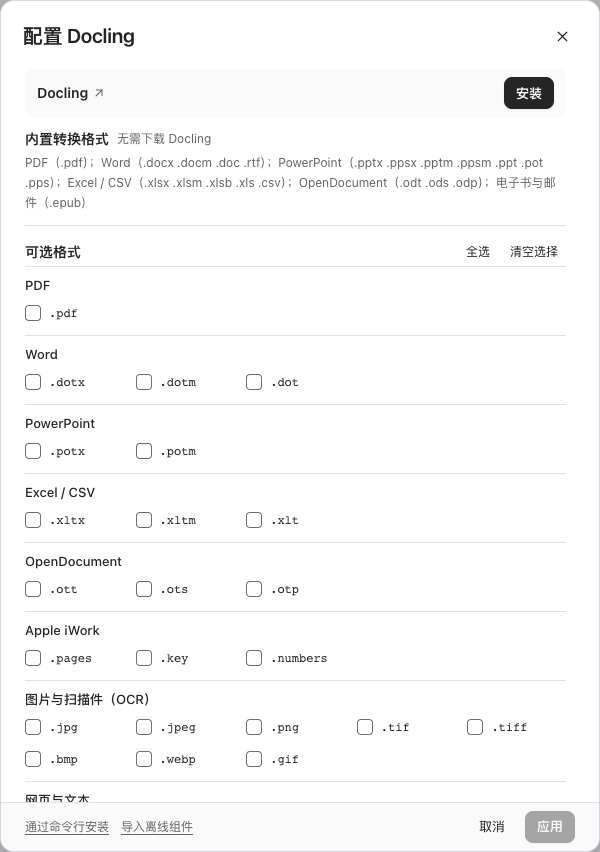 配置 Docling
Docling ↗ 安装
内置转换格式 无需下载 Docling
PDF（.pdf）；Word（.docx .docm .doc .rtf）；PowerPoint（.pptx .ppsx .pptm .ppsm .ppt .pot
.pps）；Excel / CSV（.xlsx .xlsm .xlsb .xls .csv）；OpenDocument（.odt .ods .odp）；电子书与邮
件（.epub）
可选格式 全选 清空选择
PDF
.pdf
Word
.dotx .dotm .dot
PowerPoint
.potx .potm
Excel / CSV
.xltx .xltm .xlt
OpenDocument
.ott .ots .otp
Apple iWork
.pages .key .numbers
图片与扫描件（OCR）
.jpg .jpeg .png .tif .tiff
.bmp .webp .gif
网页与文本
通过命令行安装 导入离线组件 取消 应用